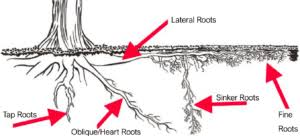 Lateral Roots
Tap Roots
Oblique/Heart Roots
Sinker Roots
Fine
Roots